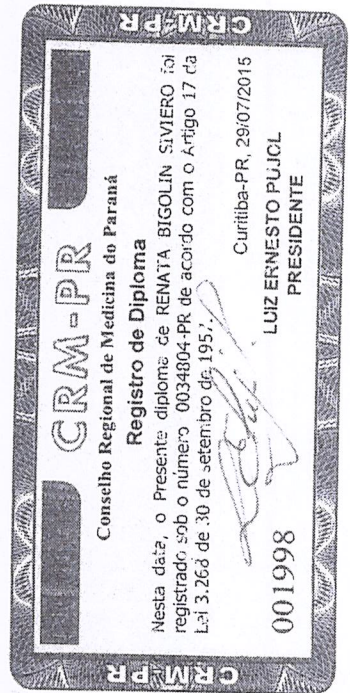 CRM-PR
CRM-PR
Conselho Regional de Medicina do Paraná
Registro de Diploma
Nesta data, o Presente diploma de RENATA BIGOLIN SIVIERO foi
registrado sob o número 0034804-PR de acordo com o Artigo 17 da
Lei 3.268 de 30 de setembro de 1957.
Curitiba-PR, 29/07/2015
LUIZ ERNESTO PUJOL
PRESIDENTE
001998
CRM-PR